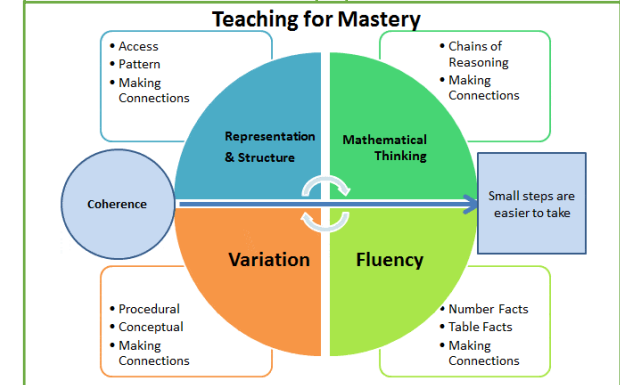 Teaching for Mastery
• Access
• Pattern
• Making
Connections
• Chains of
Reasoning
• Making
Connections
Representation
& Structure
Mathematical
Thinking
Coherence
Small steps are
easier to take
Variation
Fluency
• Procedural
• Conceptual
• Making
Connections
• Number Facts
• Table Facts
• Making
Connections